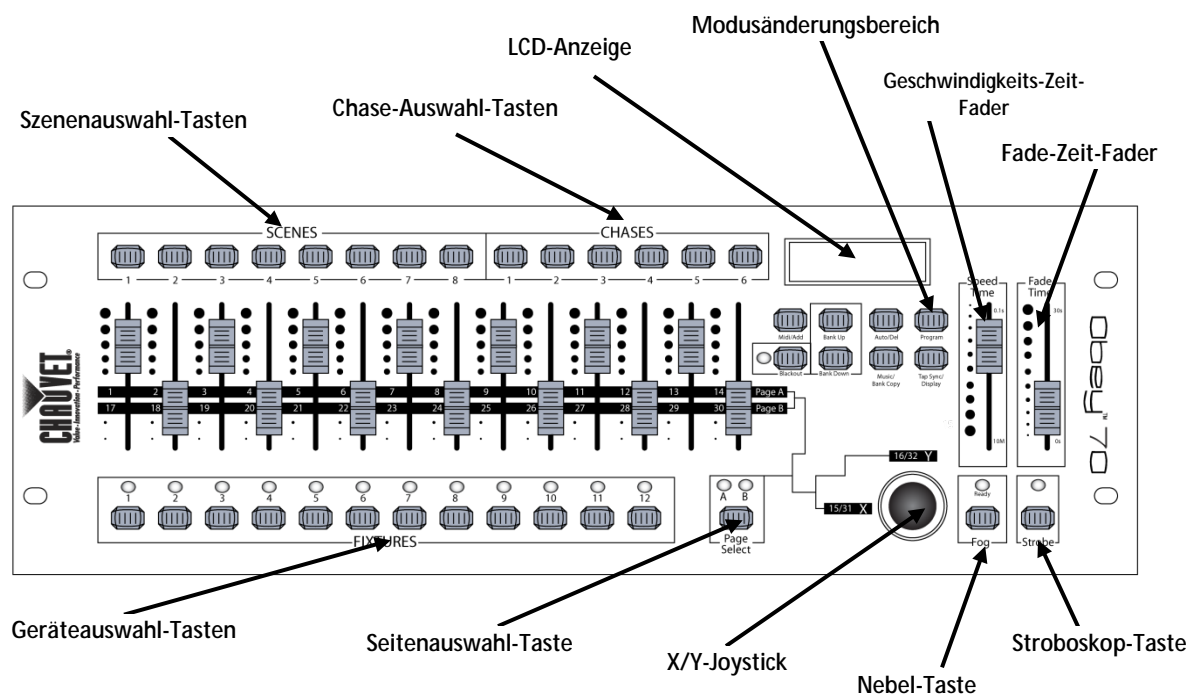 Modusänderungsbereich
LCD-Anzeige
Geschwindigkeits-Zeit-
Fader
Chase-Auswahl-Tasten
Szenenauswahl-Tasten
Fade-Zeit-Fader
SCENES
CHASES
1 2 3 4 5 6 7 8
1 2 3 4 5 6
Speed
Time
Fade
Time
0.1s
30s
Midi/Add
Bank Up
Auto/Del
Program
Blackout
Bank Down
Music/
Bank Copy
Tap Sync/
Display
CHAUVET®
Value-Innovation-Performance
1 2 3 4 5 6 7 8 9 10 11 12 13 14 Page A
17 18 19 20 21 22 23 24 25 26 27 28 29 30 Page B
10M
0s
Obey™ 70
16/32 Y
15/31 X
1 2 3 4 5 6 7 8 9 10 11 12
FIXTURES
A B
Page
Select
Ready
Fog
Strobe
Geräteauswahl-Tasten
Seitenauswahl-Taste
X/Y-Joystick
Nebel-Taste
Stroboskop-Taste